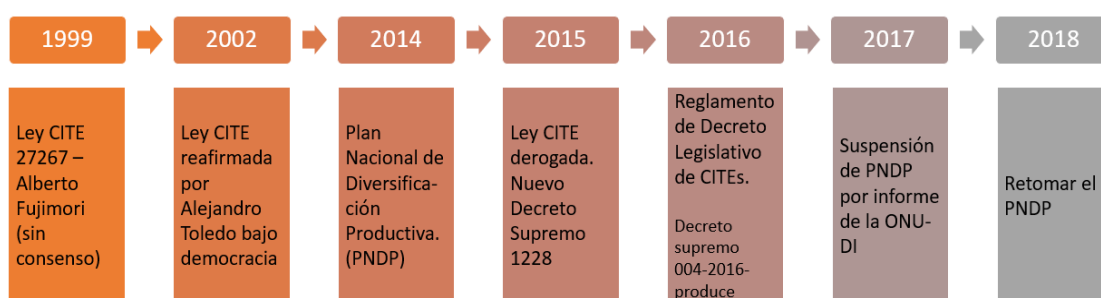 1999
2002
2014
2015
2016
2017
2018
Ley CITE
27267 –
Alberto
Fujimori
(sin
consenso)
Ley CITE
reafirmada
por
Alejandro
Toledo bajo
democracia
Plan
Nacional de
Diversifica-
ción
Productiva.
(PNDP)
Ley CITE
derogada.
Nuevo
Decreto
Supremo
1228
Reglamento
de Decreto
Legislativo
de CITEs.
Decreto
supremo
004-2016-
produce
Suspensión
de PNDP
por informe
de la ONU-
DI
Retomar el
PNDP